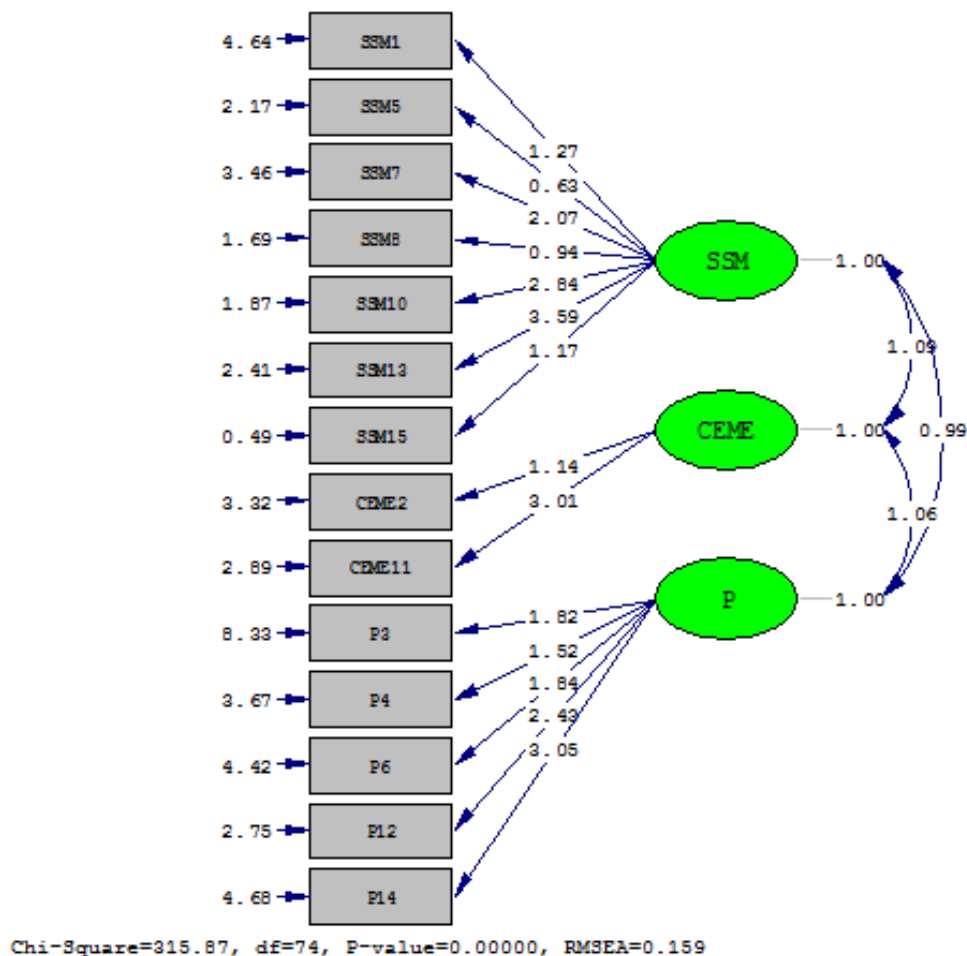 4.64 SSM1
2.17 SSM5
3.46 SSM7
1.69 SSM8
1.87 SSM10
2.41 SSM13
0.49 SSM15
3.32 CEME2
2.89 CEME11
8.33 P3
3.67 P4
4.42 P6
2.75 P12
4.68 P14
1.27
0.63
2.07
0.94
2.84
3.59
1.17
1.14
3.01
1.82
1.52
1.84
2.43
3.05
SSM 1.00
CEME 1.00
P 1.00
1.09
0.99
1.06
Chi-Square=315.87, df=74, P-value=0.00000, RMSEA=0.159